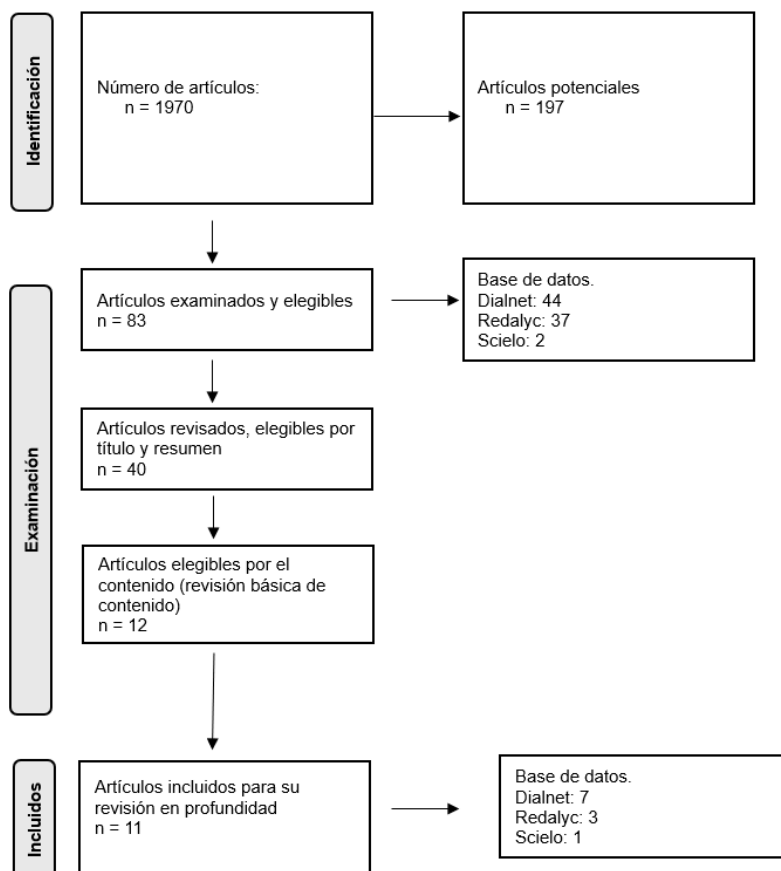 Identificación
Número de artículos:
n = 1970
Artículos potenciales
n = 197
Examinación
Artículos examinados y elegibles
n = 83
Base de datos.
Dialnet: 44
Redalyc: 37
Scielo: 2
Artículos revisados, elegibles por
título y resumen
n = 40
Artículos elegibles por el
contenido (revisión básica de
contenido)
n = 12
Incluidos
Artículos incluidos para su
revisión en profundidad
n = 11
Base de datos.
Dialnet: 7
Redalyc: 3
Scielo: 1